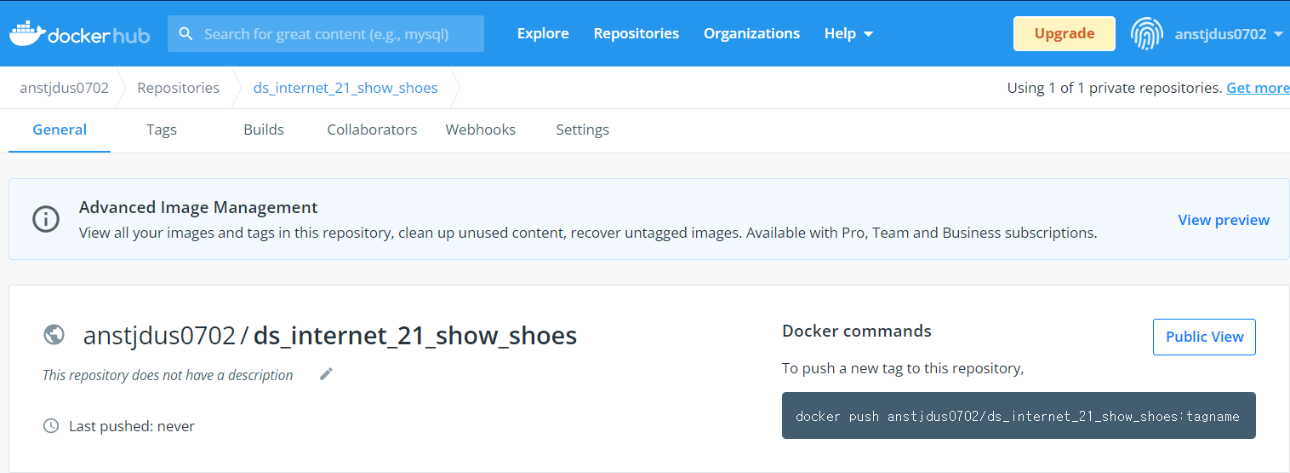 dockerhub Search for great content (e.g., mysql) Explore Repositories Organizations Help Upgrade anstjdus0702
anstjdus0702 Repositories ds_internet_21_show_shoes Using 1 of 1 private repositories. Get more
General Tags Builds Collaborators Webhooks Settings
Advanced Image Management
View all your images and tags in this repository, clean up unused content, recover untagged images. Available with Pro, Team and Business subscriptions.
View preview
anstjdus0702 / ds_internet_21_show_shoes
This repository does not have a description
Last pushed: never
Docker commands
Public View
To push a new tag to this repository,
docker push anstjdus0702/ds_internet_21_show_shoes:tagname